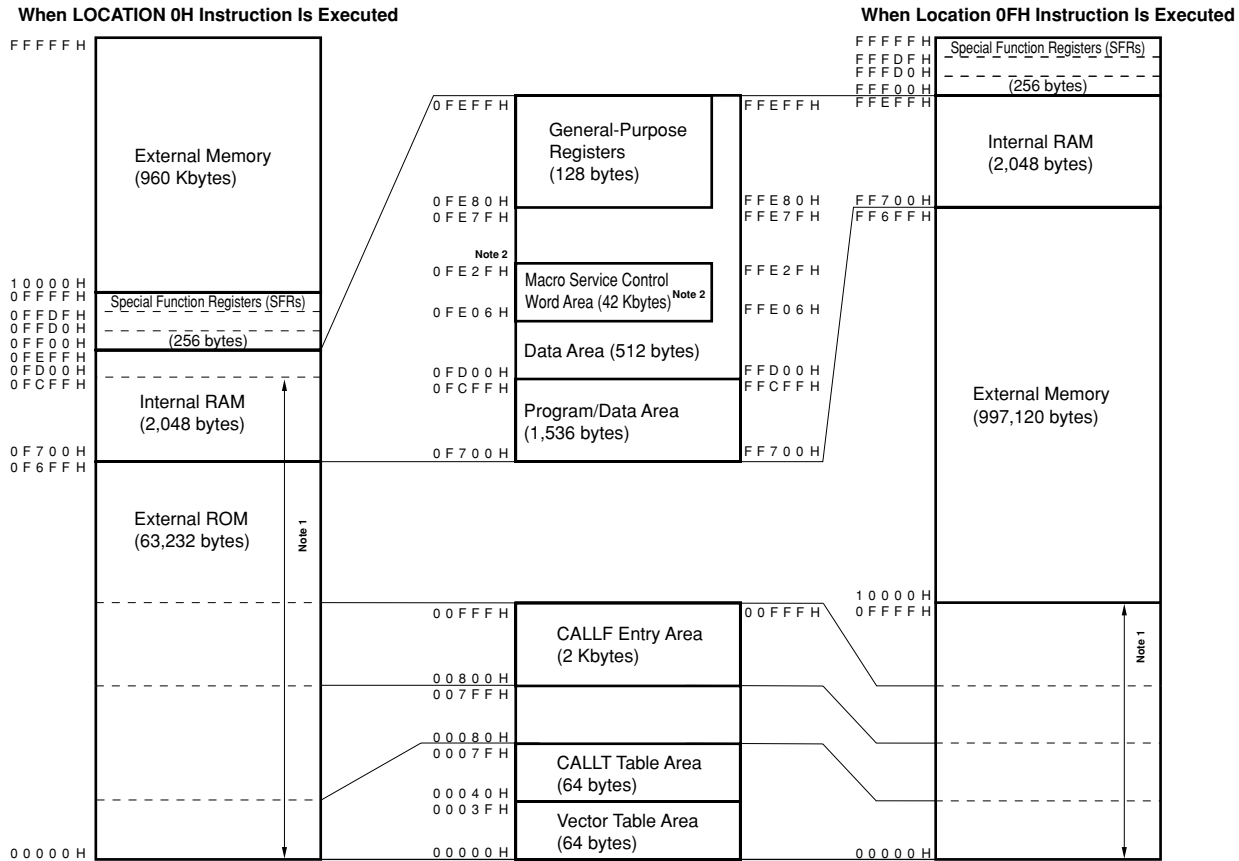 When LOCATION 0H Instruction Is Executed
FFFFFH
External Memory
(960 Kbytes)
10000H
0FFFFH
Special Function Registers (SFRs)
0FFDFH
0FFD0H
0FF00H
(256 bytes)
0FEFFH
0FD00H
0FCFFH
Internal RAM
(2,048 bytes)
0F700H
0F6FFH
External ROM
(63,232 bytes)
Note 1
00000H
0FEFFH
FFEFFH
General-Purpose
Registers
(128 bytes)
0FE80H
FFE80H
0FE7FH
FFE7FH
Note 2
0FE2FH
FFE2FH
Macro Service Control
Word Area (42 Kbytes) Note 2
0FE06H
FFE06H
Data Area (512 bytes)
0FD00H
FFD00H
0FCFFH
FFCFFH
Program/Data Area
(1,536 bytes)
0F700H
FF700H
00FFFH
00FFFH
CALLF Entry Area
(2 Kbytes)
00800H
007FFH
00080H
0007FH
CALLT Table Area
(64 bytes)
00040H
0003FH
Vector Table Area
(64 bytes)
00000H
When Location 0FH Instruction Is Executed
FFFFFH
Special Function Registers (SFRs)
FFFDFH
FFFD0H
FFF00H
(256 bytes)
FFEFFH
Internal RAM
(2,048 bytes)
FF700H
FF6FFH
External Memory
(997,120 bytes)
10000H
0FFFFH
Note 1
00000H